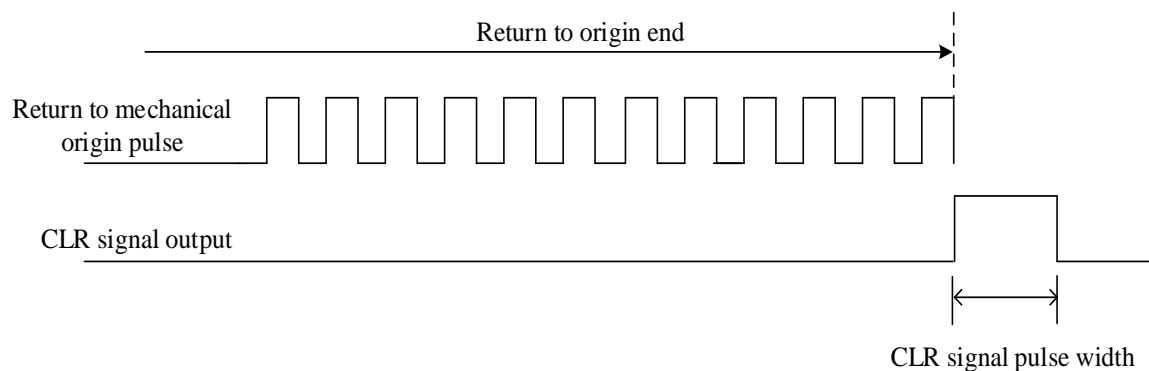 Return to origin end
Return to mechanical
origin pulse
CLR signal output
CLR signal pulse width